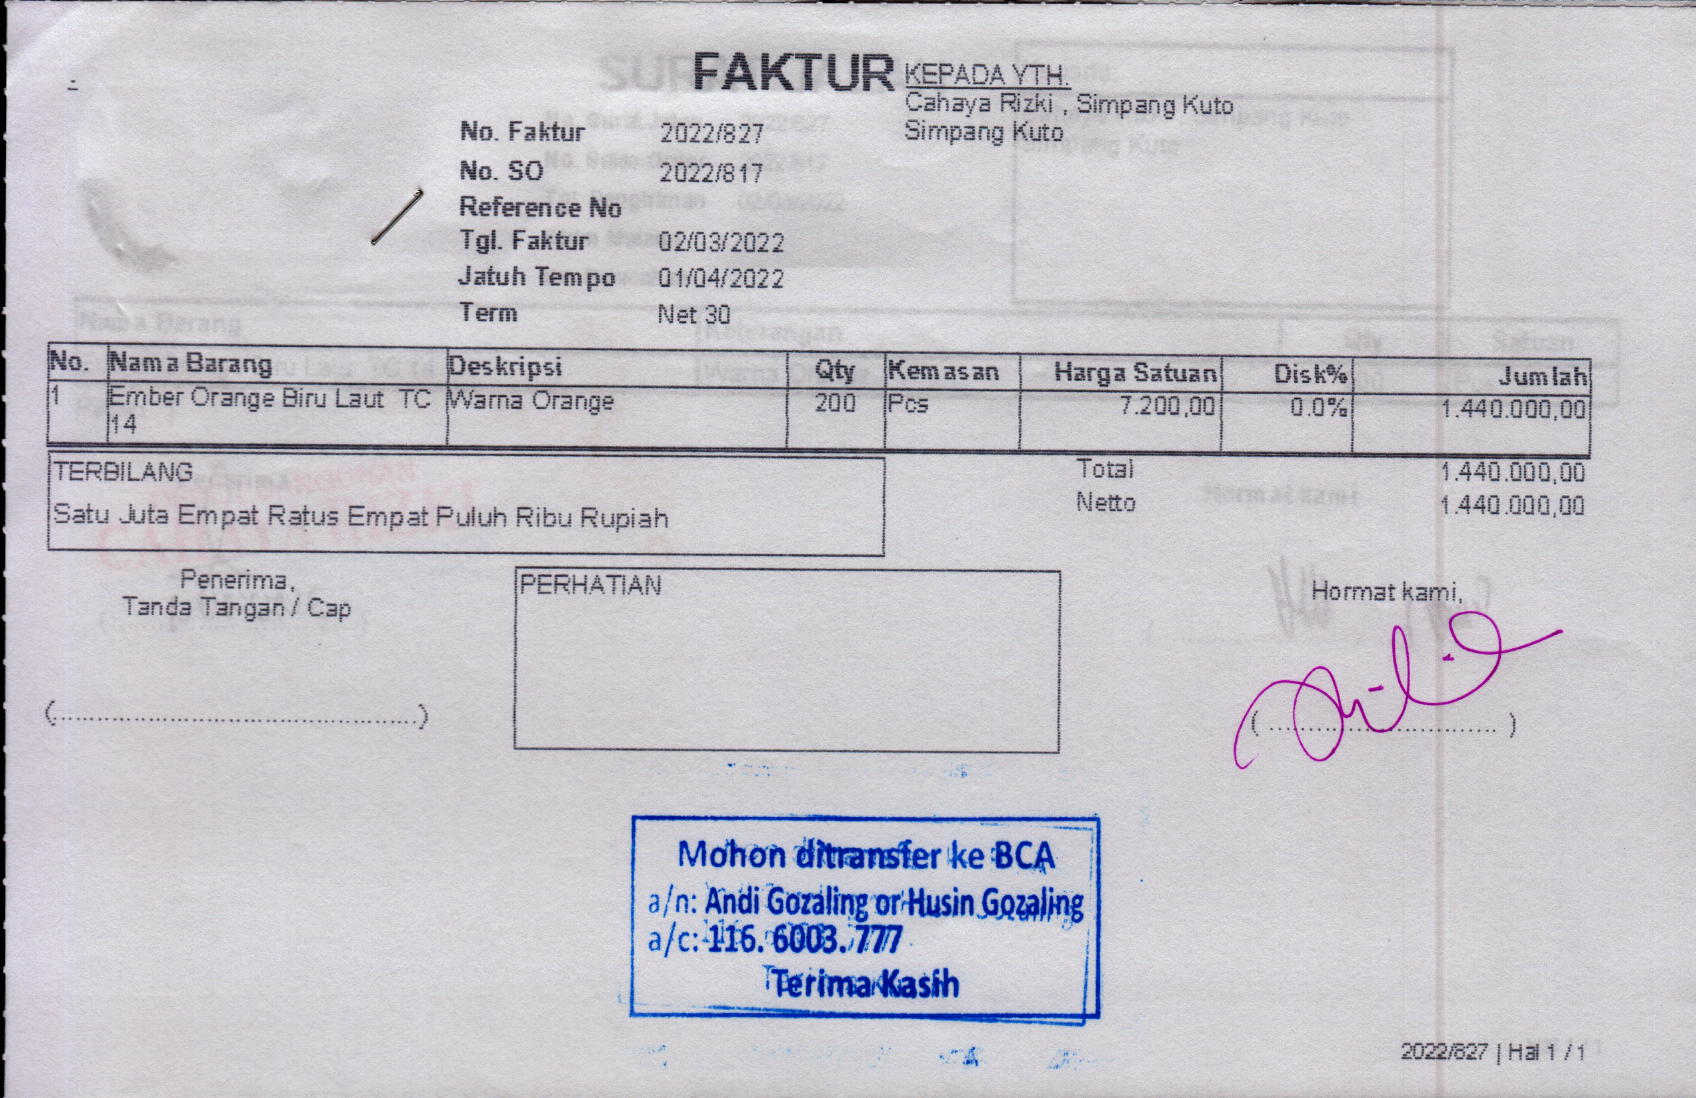 FAKTUR
KEPADA YTH.
Cahaya Rizki , Simpang Kuto
Simpang Kuto
No. Faktur 2022/827
No. SO 2022/817
Reference No
Tgl. Faktur 02/03/2022
Jatuh Tempo 01/04/2022
Term Net 30
No. Nama Barang Deskripsi Qty Kemasan Harga Satuan Disk% Jumlah
1 Ember Orange Biru Laut TC Warna Orange 200 Pcs 7.200,00 0.0% 1.440.000,00
14
TERBILANG
Satu Juta Empat Ratus Empat Puluh Ribu Rupiah
Total 1.440.000,00
Netto 1.440.000,00
Penerima,
Tanda Tangan / Cap
PERHATIAN
Hormat kami,
(................................................)
( ................................ )
Mohon ditransfer ke BCA
a/n: Andi Gozaling or Husin Gozaling
a/c: 116. 6003. 777
Terima Kasih
2022/827 | Hal 1 / 1